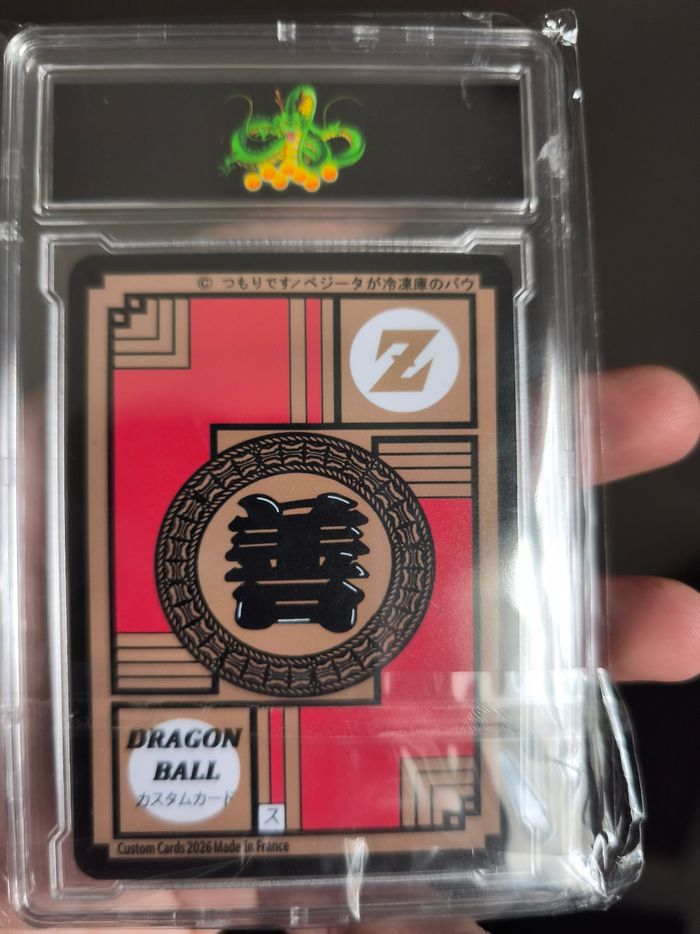 © つもりです/ベジータが冷凍庫のバウ
Z
善
DRAGON
BALL
カスタムカード
ス
Custom Cards 2026 Made In France